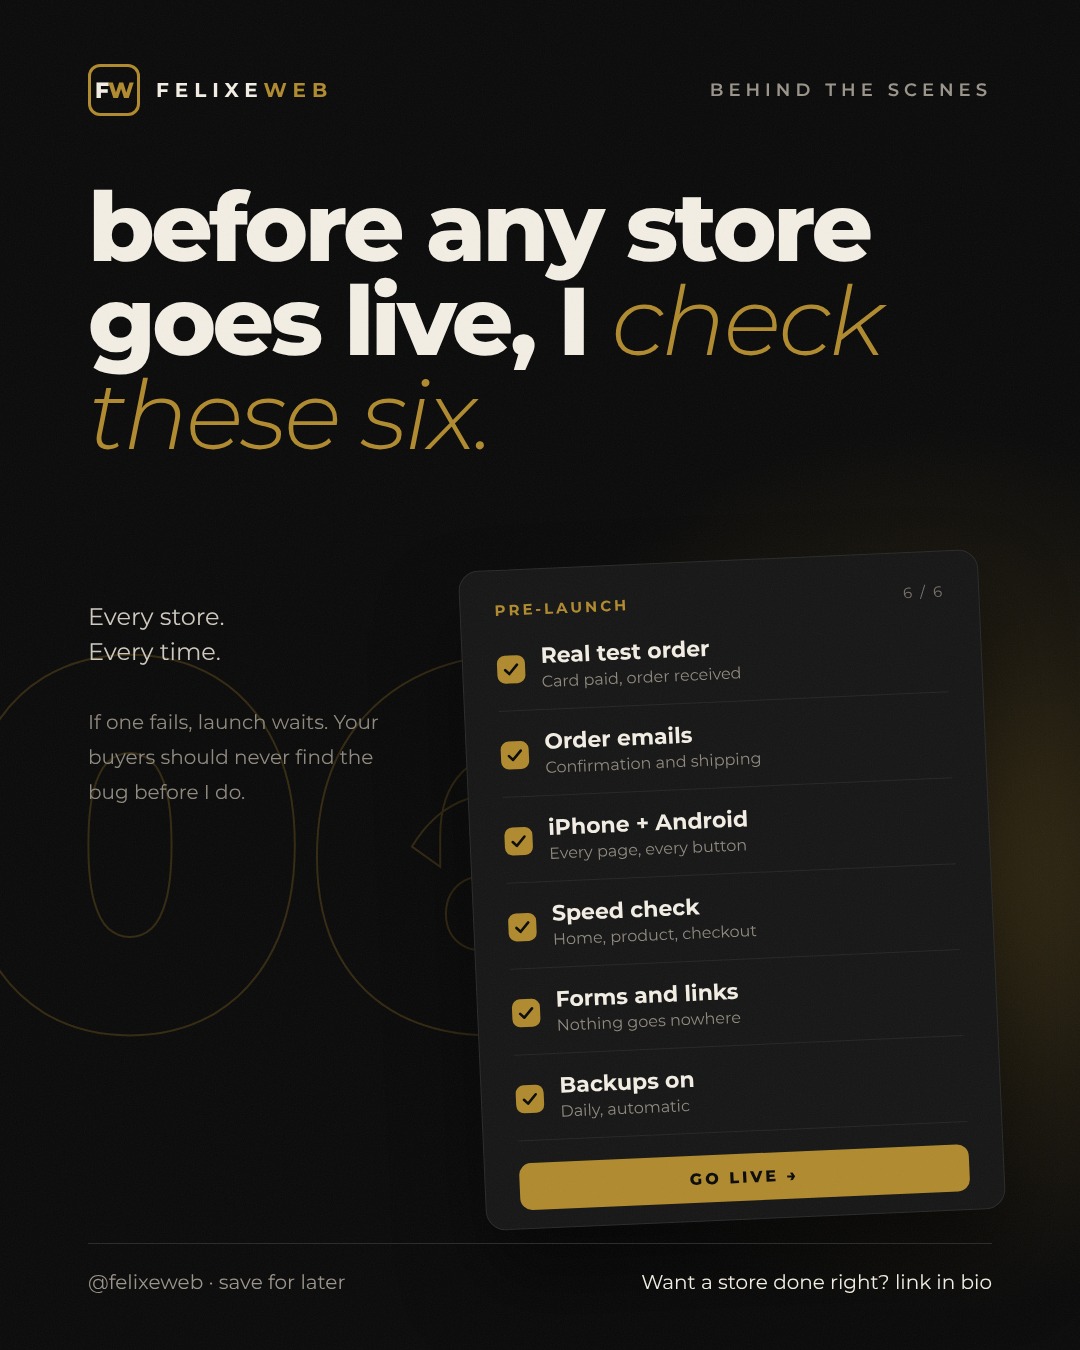 FW FELIXEWEB
BEHIND THE SCENES
before any store
goes live, I check
these six.
Every store.
Every time.
If one fails, launch waits. Your
buyers should never find the
bug before I do.
06
PRE-LAUNCH
6 / 6
Real test order
Card paid, order received
Order emails
Confirmation and shipping
iPhone + Android
Every page, every button
Speed check
Home, product, checkout
Forms and links
Nothing goes nowhere
Backups on
Daily, automatic
GO LIVE →
@felixeweb · save for later
Want a store done right? link in bio